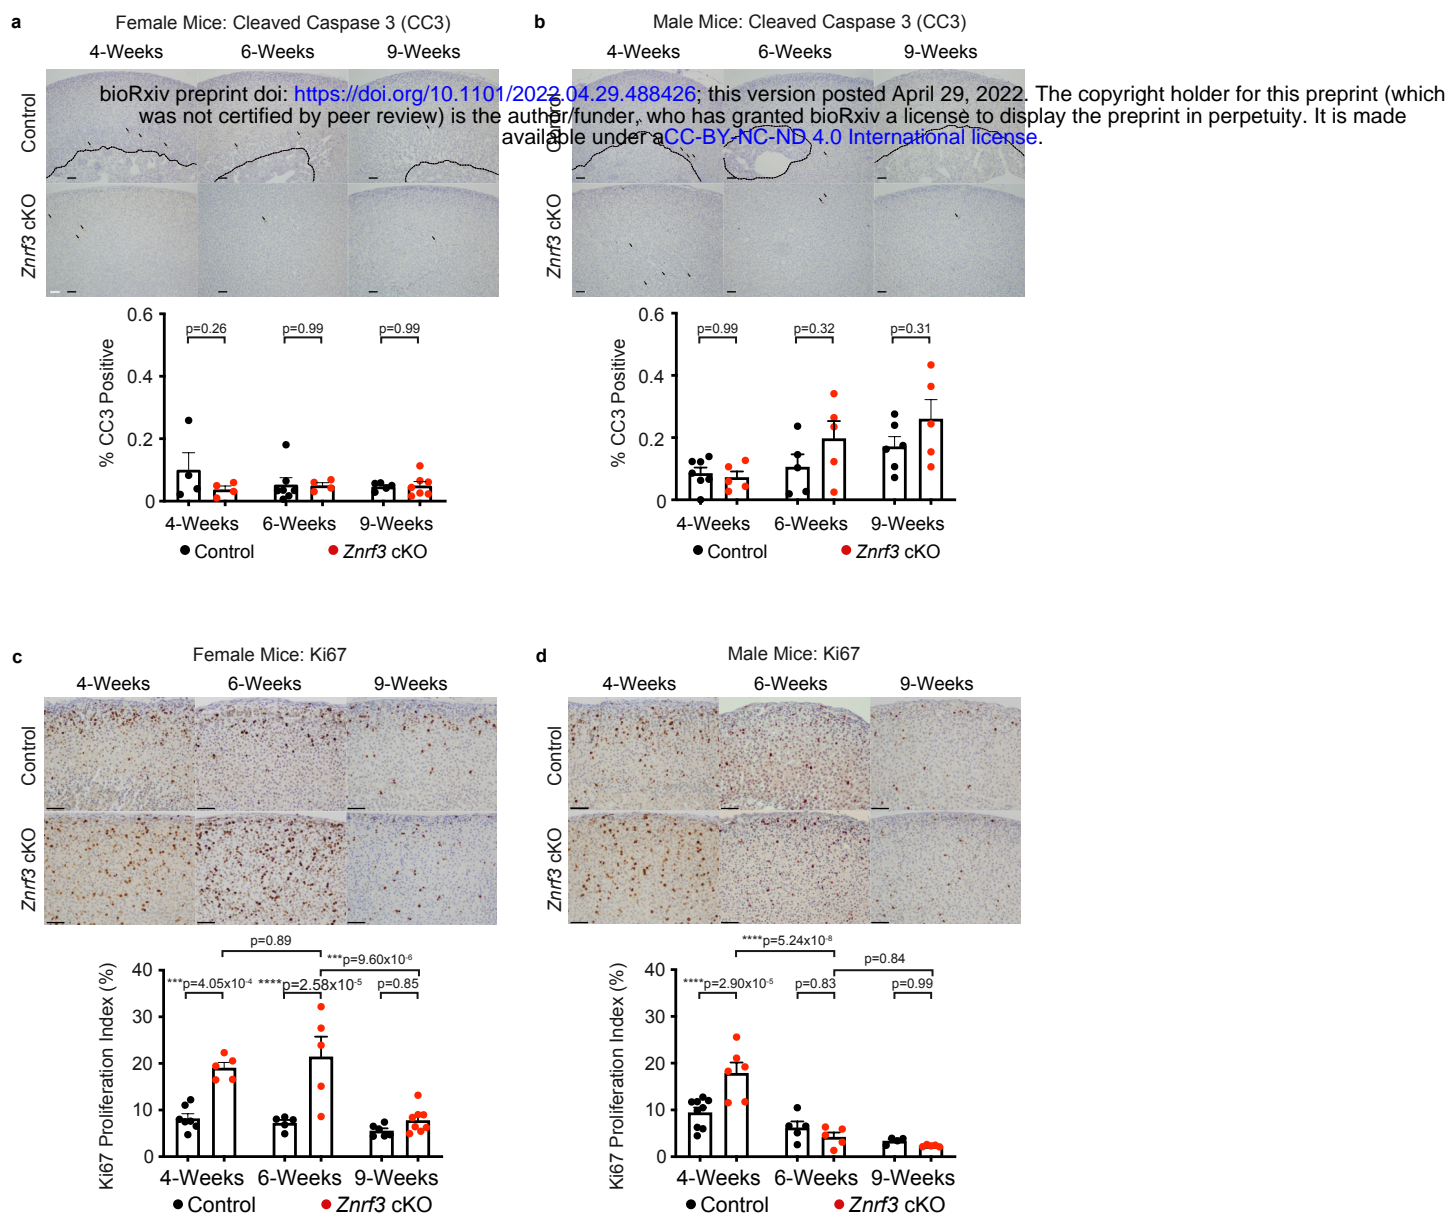 a
Female Mice: Cleaved Caspase 3 (CC3)
4-Weeks 6-Weeks 9-Weeks
Control
Znrf3 cKO
% CC3 Positive
0.6
0.4
0.2
0
p=0.26 p=0.99 p=0.99
4-Weeks 6-Weeks 9-Weeks
Control Znrf3 cKO
b
Male Mice: Cleaved Caspase 3 (CC3)
4-Weeks 6-Weeks 9-Weeks
Control
Znrf3 cKO
% CC3 Positive
0.6
0.4
0.2
0
p=0.99 p=0.32 p=0.31
4-Weeks 6-Weeks 9-Weeks
Control Znrf3 cKO
bioRxiv preprint doi: https://doi.org/10.1101/2022.04.29.488426; this version posted April 29, 2022. The copyright holder for this preprint (which
was not certified by peer review) is the author/funder, who has granted bioRxiv a license to display the preprint in perpetuity. It is made
available under aCC-BY-NC-ND 4.0 International license.
c
Female Mice: Ki67
4-Weeks 6-Weeks 9-Weeks
Control
Znrf3 cKO
Ki67 Proliferation Index (%)
40
30
20
10
0
p=0.89
***p=9.60x10-6
***p=4.05x10-4 ****p=2.58x10-5 p=0.85
4-Weeks 6-Weeks 9-Weeks
Control Znrf3 cKO
d
Male Mice: Ki67
4-Weeks 6-Weeks 9-Weeks
Control
Znrf3 cKO
Ki67 Proliferation Index (%)
40
30
20
10
0
****p=5.24x10-8
p=0.84
****p=2.90x10-5 p=0.83 p=0.99
4-Weeks 6-Weeks 9-Weeks
Control Znrf3 cKO